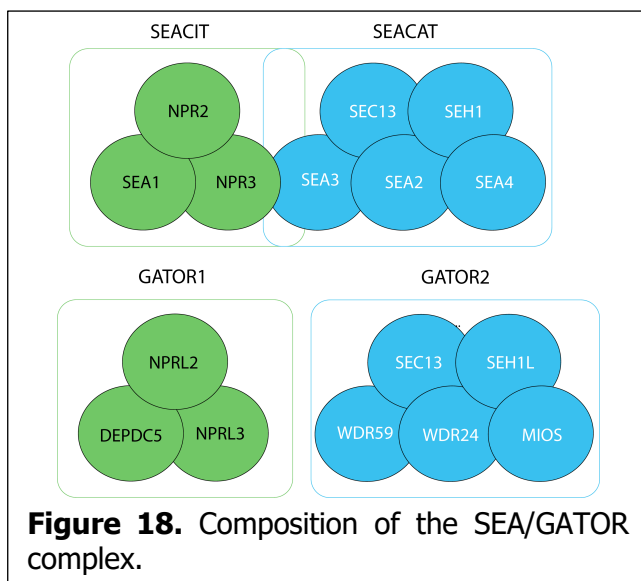 SEACIT SEACAT
NPR2 SEC13 SEH1
SEA1 NPR3 SEA3 SEA2 SEA4
GATOR1 GATOR2
NPRL2 SEC13 SEH1L
DEPDC5 NPRL3 WDR59 WDR24 MIOS
Figure 18. Composition of the SEA/GATOR
complex.